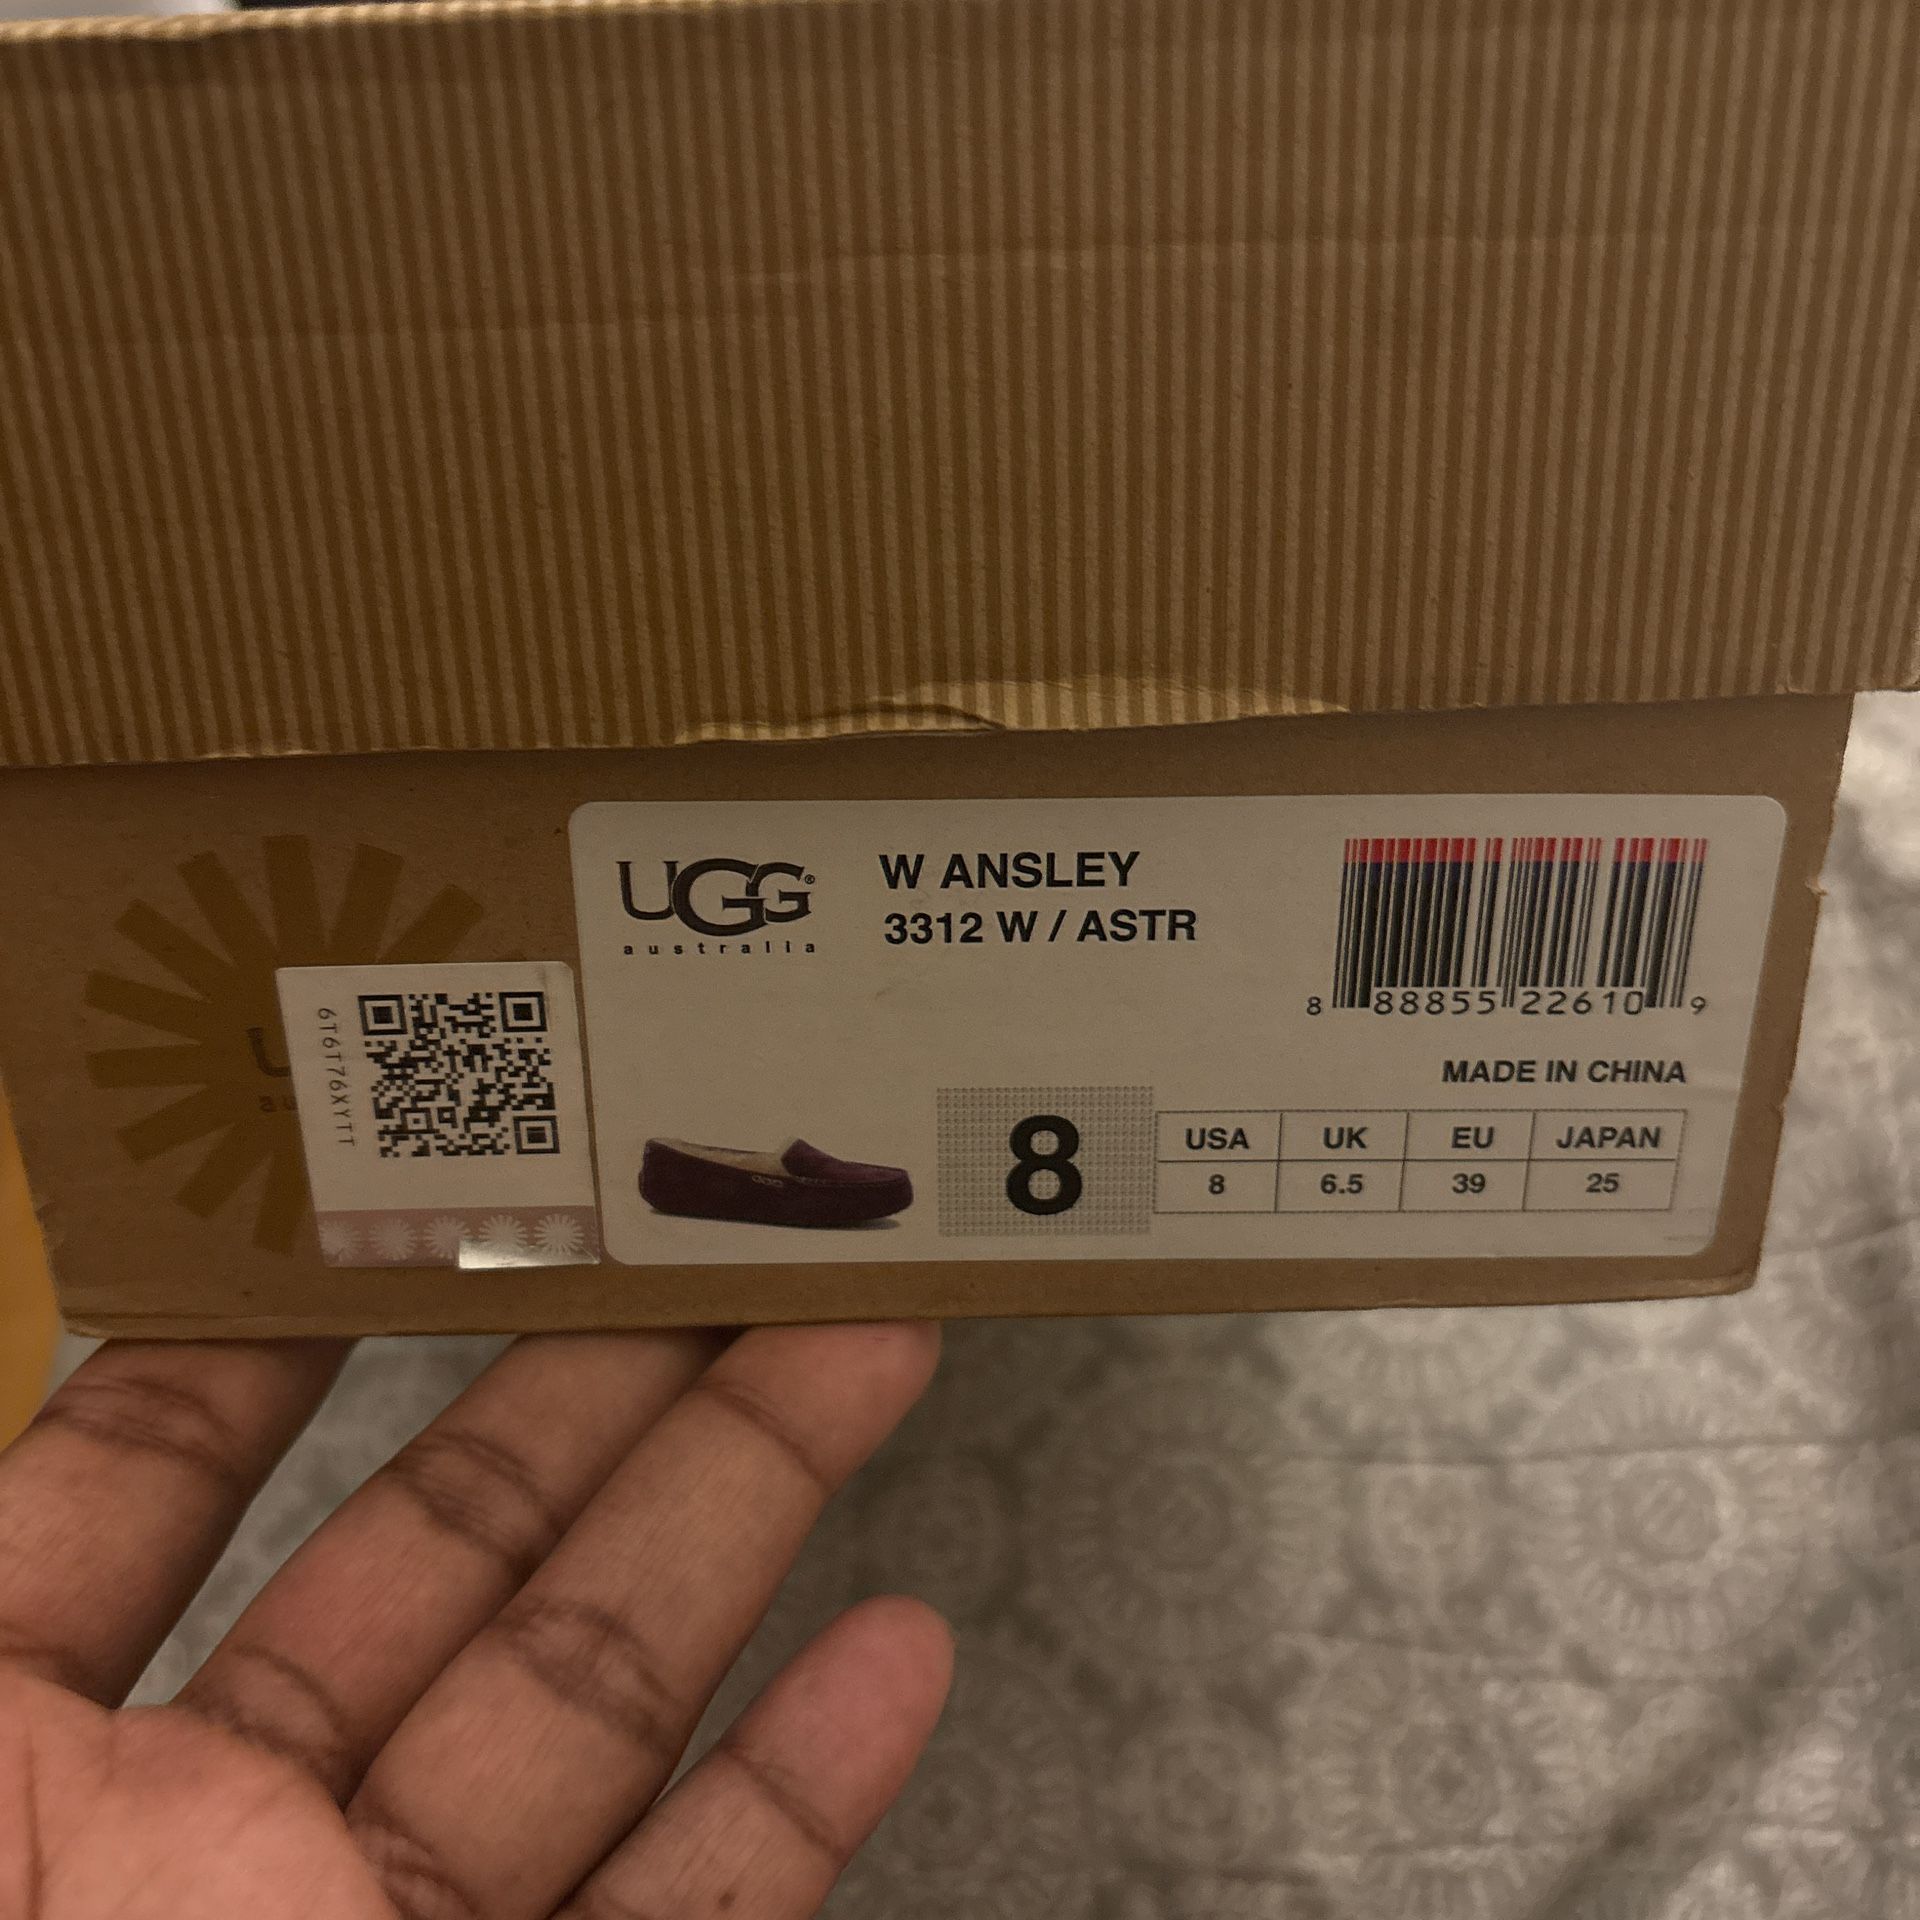 UGG®
australia
W ANSLEY
3312 W / ASTR
8 88855 22610 9
MADE IN CHINA
6T6T76XYTT
8
USA UK EU JAPAN
8 6.5 39 25